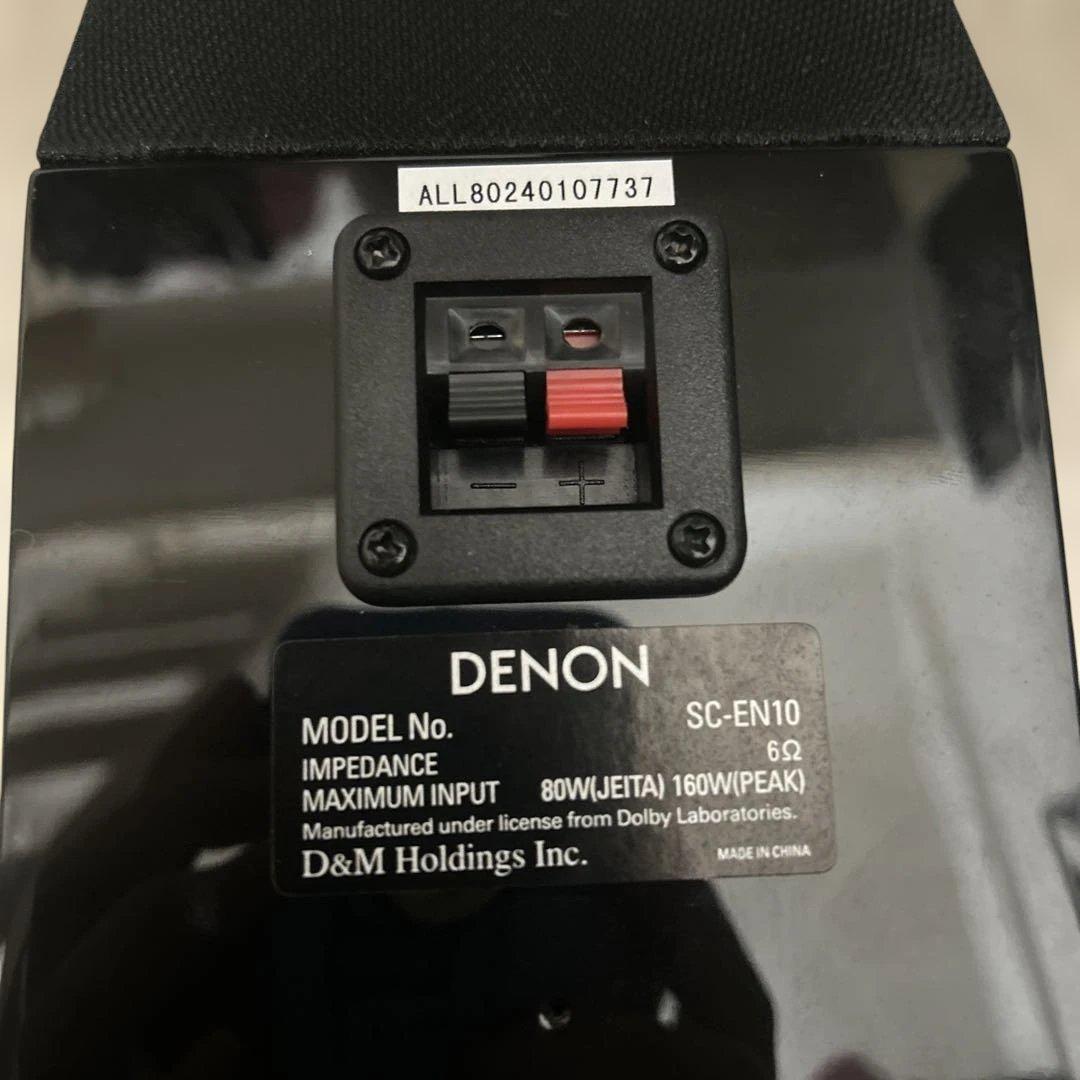 ALL80240107737
− +
DENON
MODEL No. SC-EN10
IMPEDANCE 6Ω
MAXIMUM INPUT 80W(JEITA) 160W(PEAK)
Manufactured under license from Dolby Laboratories.
D&M Holdings Inc. MADE IN CHINA